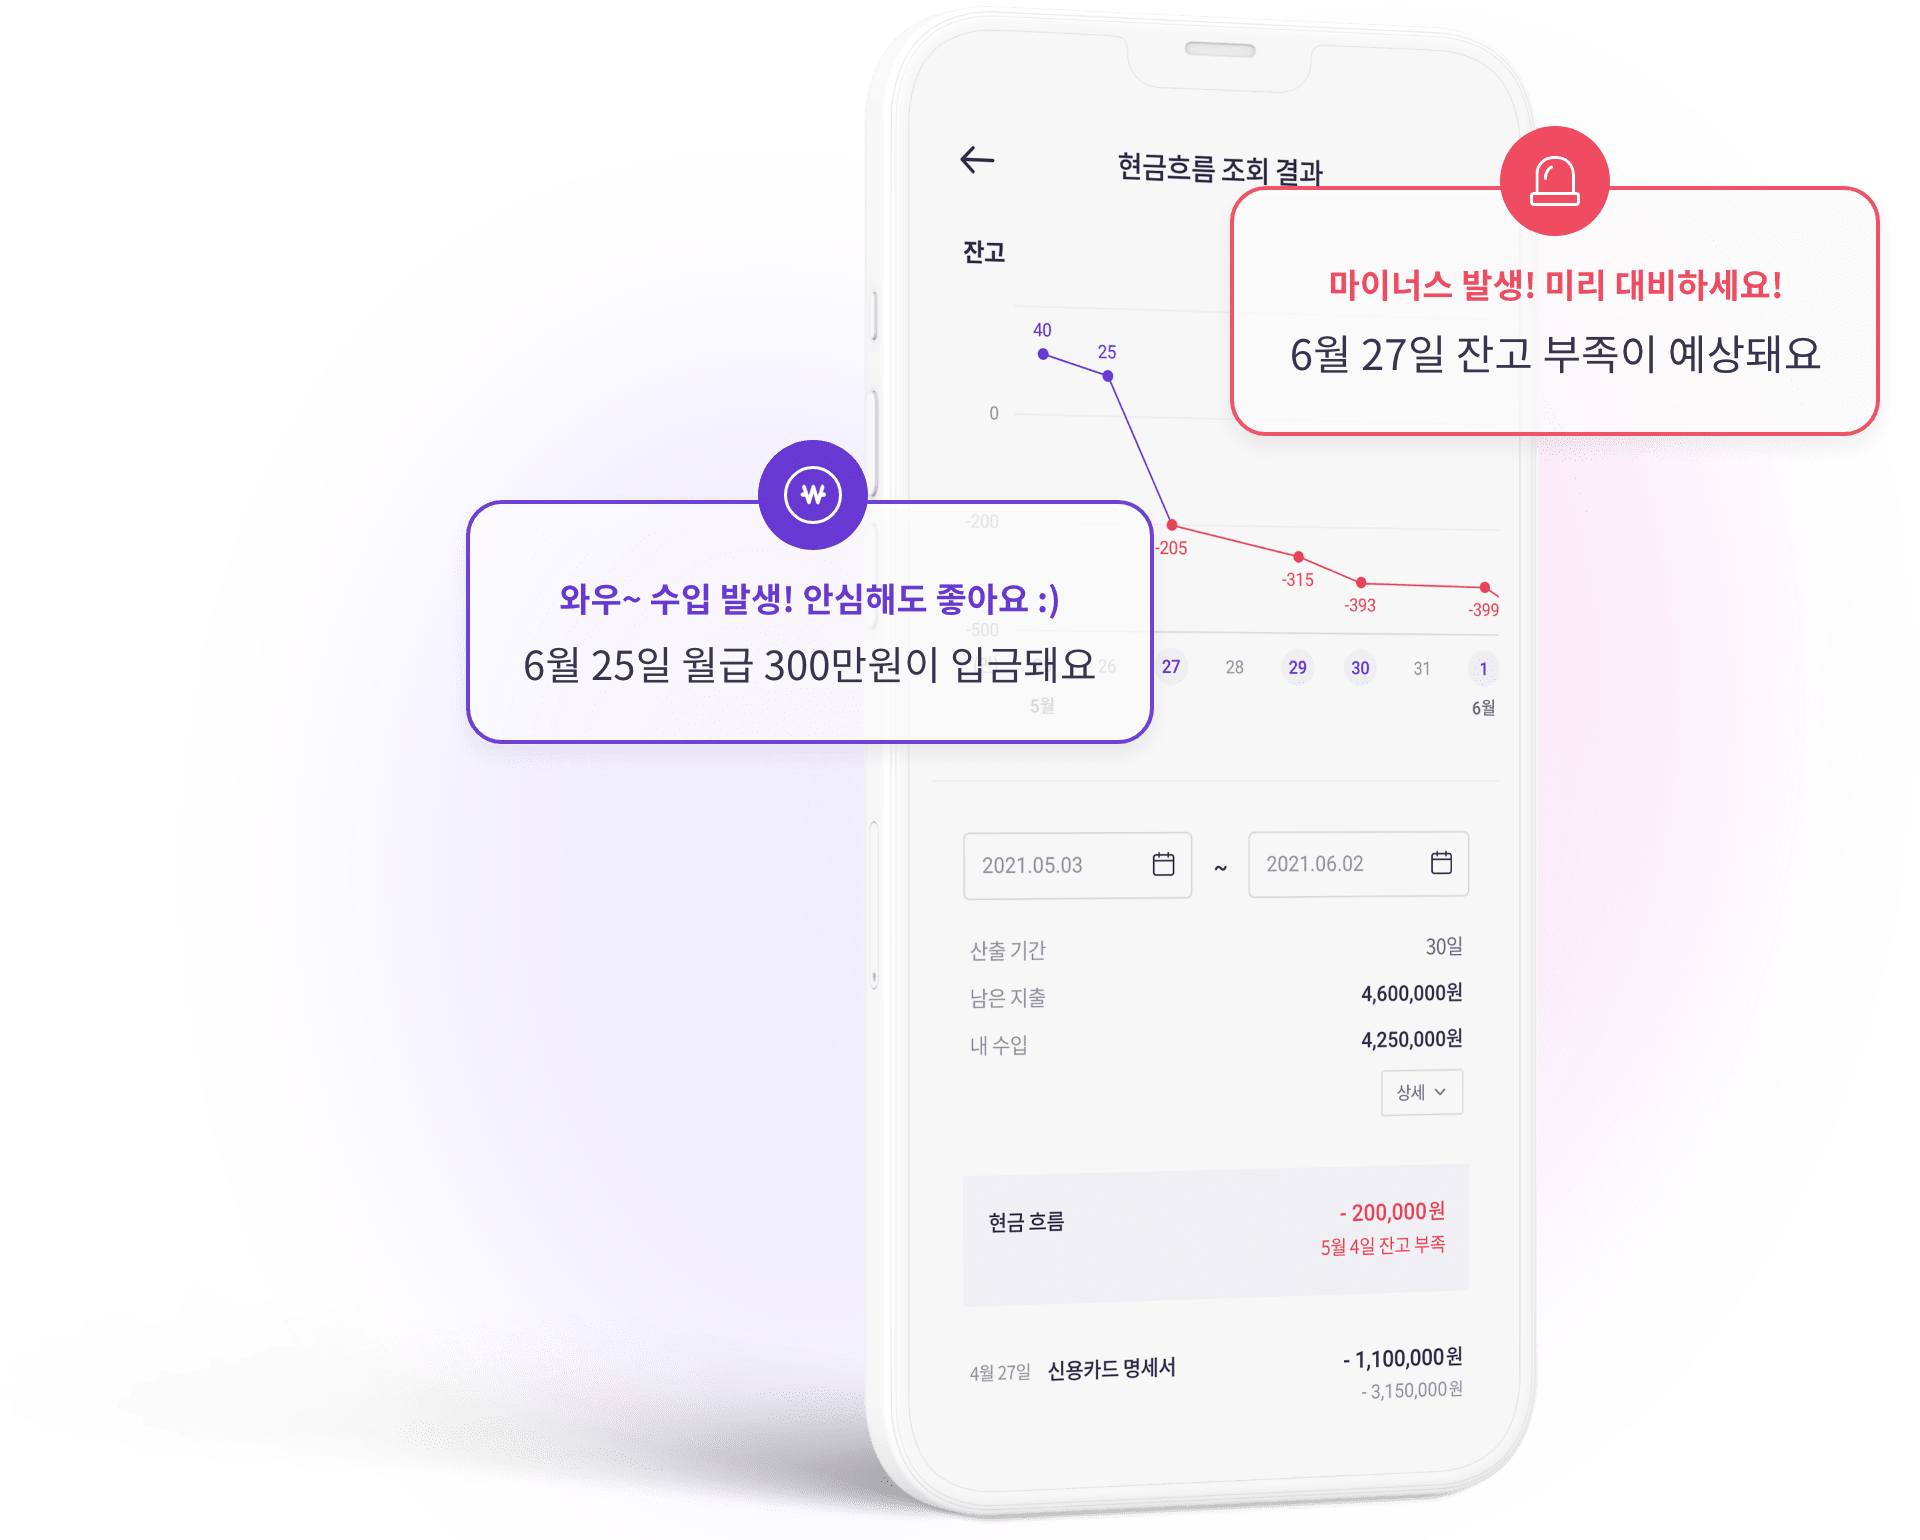 현금흐름 조회 결과
잔고
마이너스 발생! 미리 대비하세요!
6월 27일 잔고 부족이 예상돼요
40
25
0
-200
-205
-315
-393
-399
-500
와우~ 수입 발생! 안심해도 좋아요 :)
6월 25일 월급 300만원이 입금돼요
26 27 28 29 30 31 1
5월 6월
2021.05.03 ~ 2021.06.02
산출 기간 30일
남은 지출 4,600,000원
내 수입 4,250,000원
상세
현금 흐름 - 200,000원
5월 4일 잔고 부족
4월 27일 신용카드 명세서 - 1,100,000원
- 3,150,000원